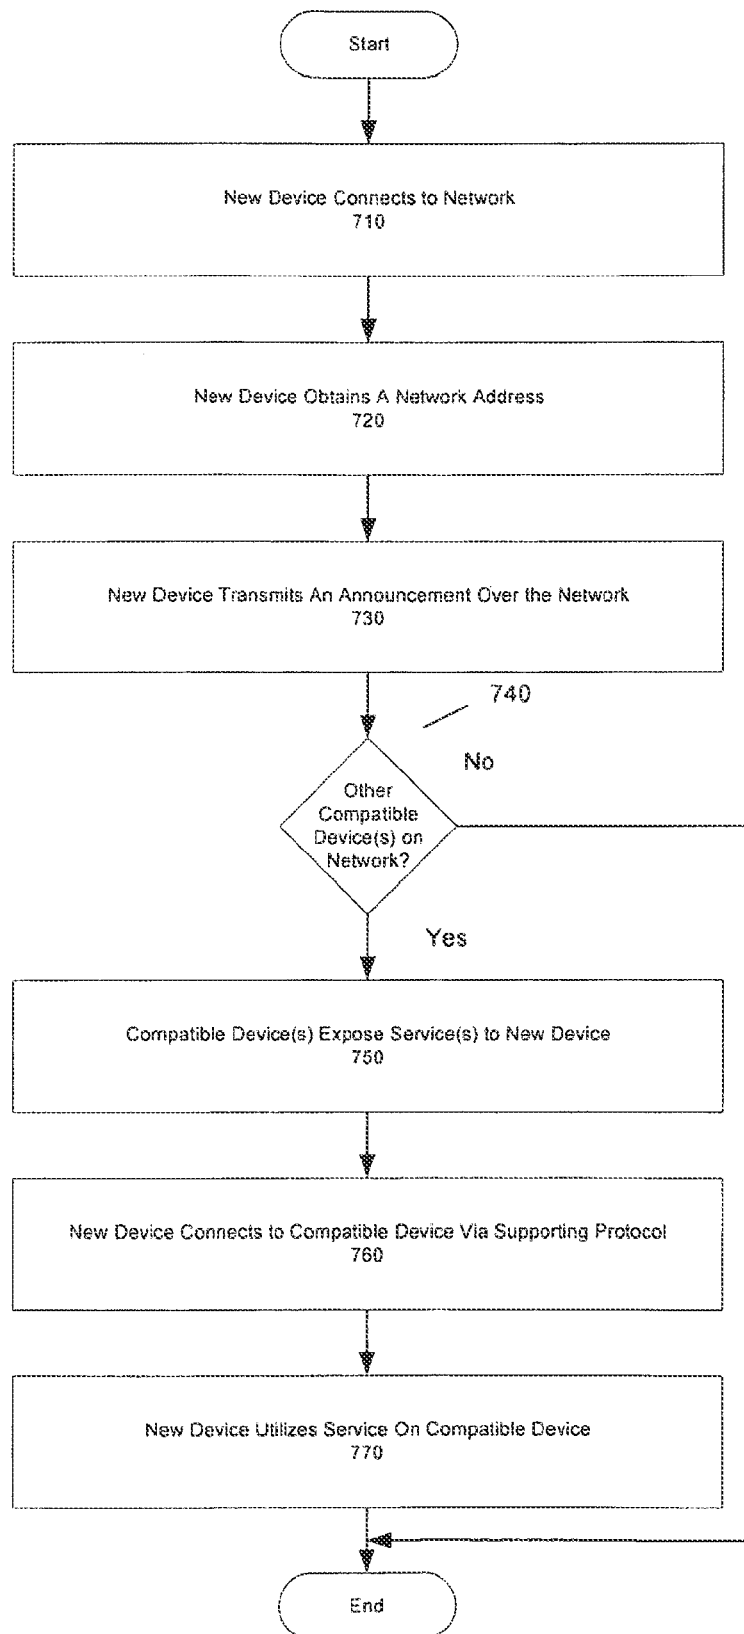 Start
New Device Connects to Network
710
New Device Obtains A Network Address
720
New Device Transmits An Announcement Over the Network
730
740
No
Other
Compatible
Device(s) on
Network?
Yes
Compatible Device(s) Expose Service(s) to New Device
750
New Device Connects to Compatible Device Via Supporting Protocol
760
New Device Utilizes Service On Compatible Device
770
End